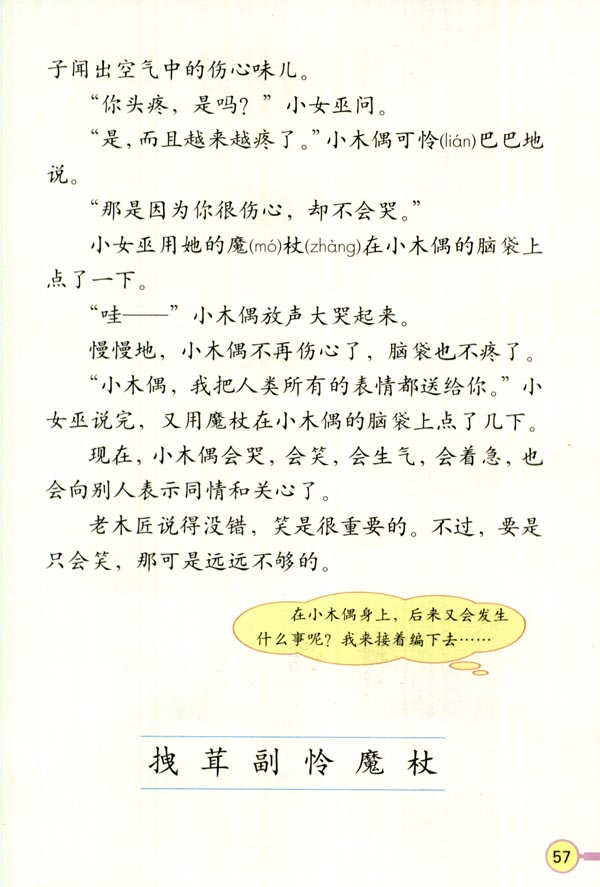 子闻出空气中的伤心味儿。
“你头疼，是吗？”小女巫问。
“是，而且越来越疼了。”小木偶可怜(lián)巴巴地
说。
“那是因为你很伤心，却不会哭。”
小女巫用她的魔(mó)杖(zhàng)在小木偶的脑袋上
点了一下。
“哇——”小木偶放声大哭起来。
慢慢地，小木偶不再伤心了，脑袋也不疼了。
“小木偶，我把人类所有的表情都送给你。”小
女巫说完，又用魔杖在小木偶的脑袋上点了几下。
现在，小木偶会哭，会笑，会生气，会着急，也
会向别人表示同情和关心了。
老木匠说得没错，笑是很重要的。不过，要是
只会笑，那可是远远不够的。
在小木偶身上，后来又会发生
什么事呢？我来接着编下去……
拽 茸 副 怜 魔 杖
57